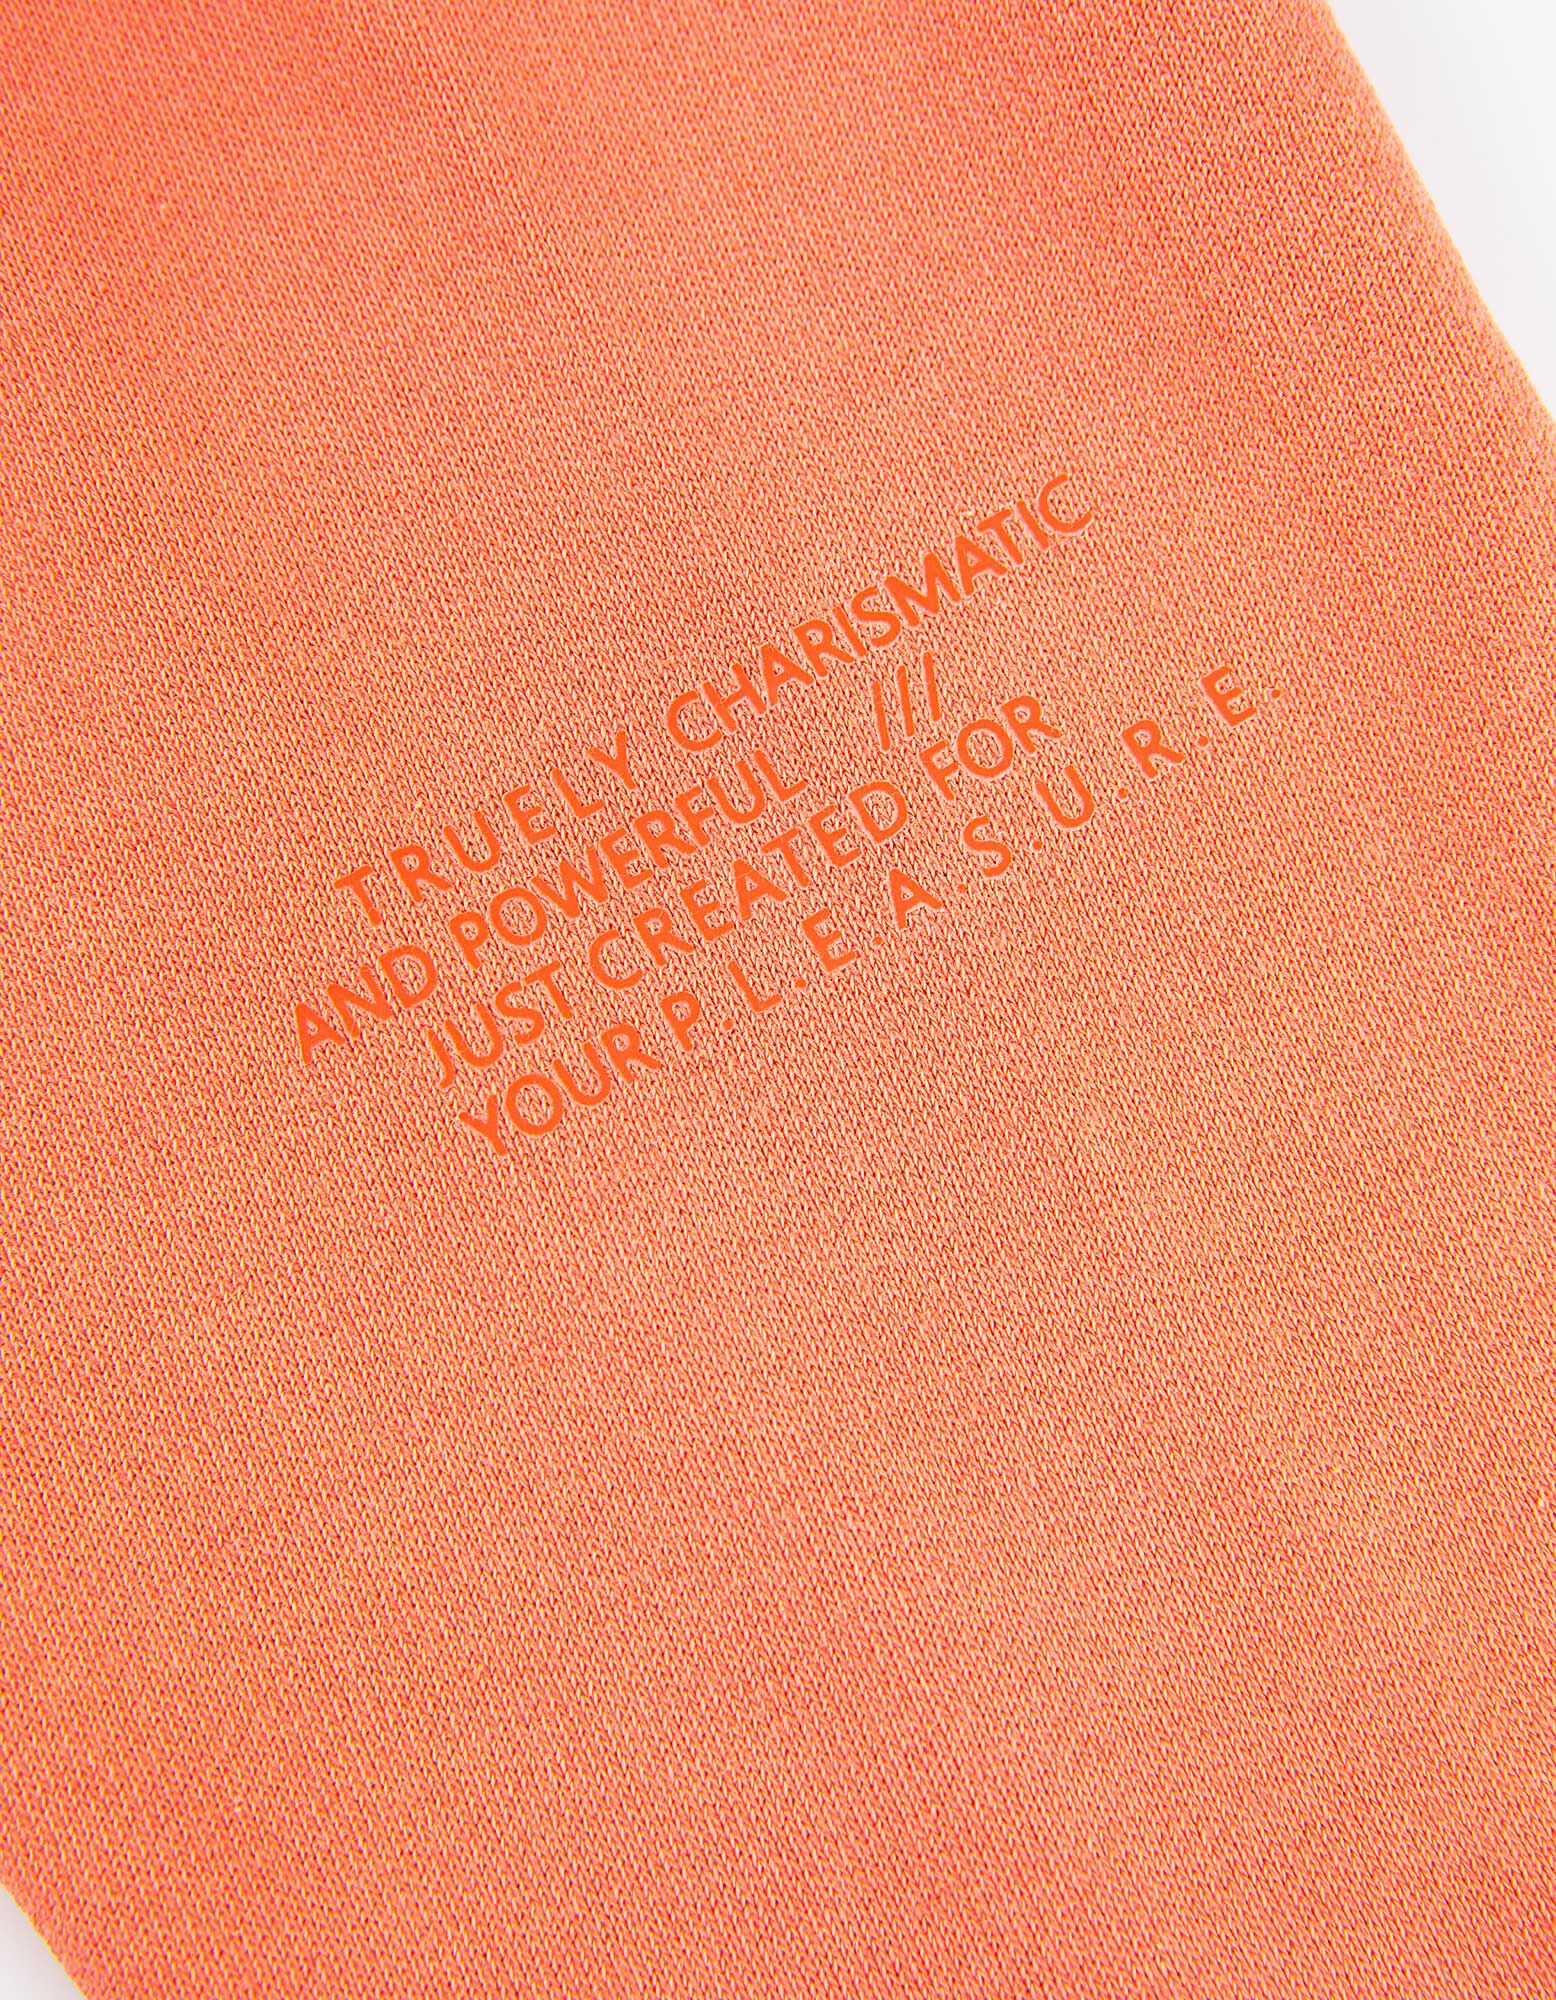 TRUELY CHARISMATIC
AND POWERFUL ///
JUST CREATED FOR
YOUR P.L.E.A.S.U.R.E.